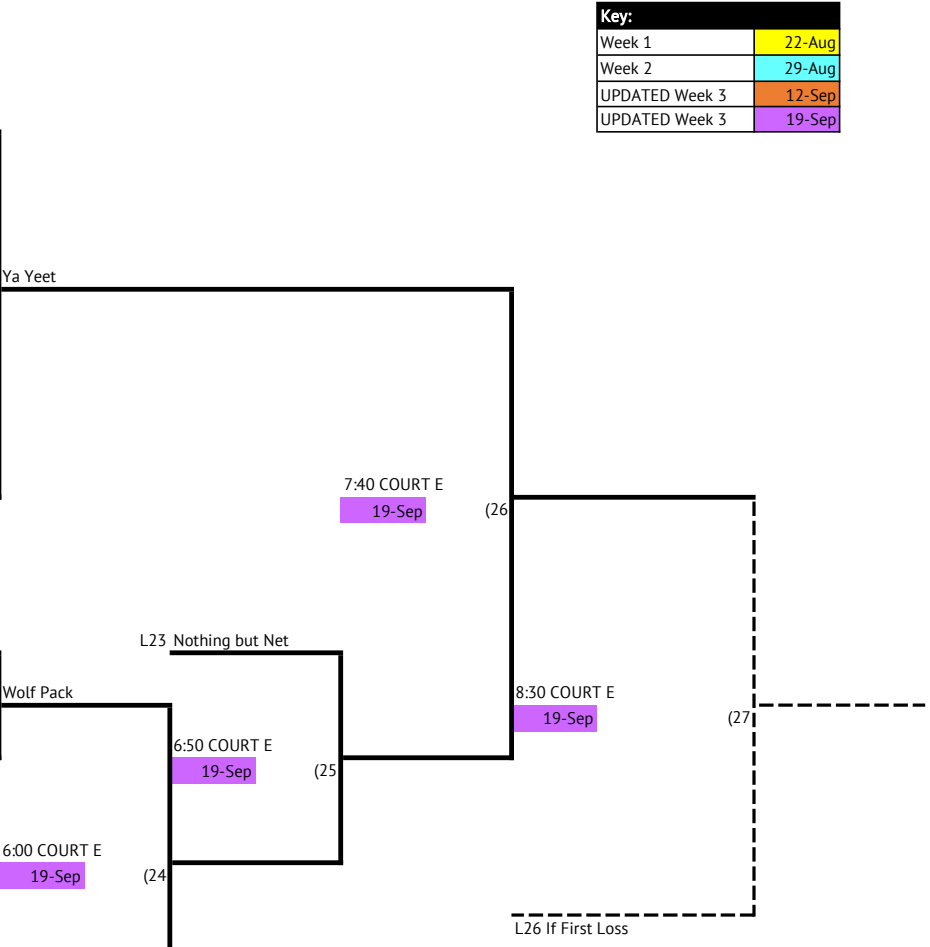 Key:
Week 1 22-Aug
Week 2 29-Aug
UPDATED Week 3 12-Sep
UPDATED Week 3 19-Sep
Ya Yeet
7:40 COURT E
19-Sep
(26
L23 Nothing but Net
Wolf Pack
8:30 COURT E
19-Sep
(27
6:50 COURT E
19-Sep
(25
6:00 COURT E
19-Sep
(24
L26 If First Loss